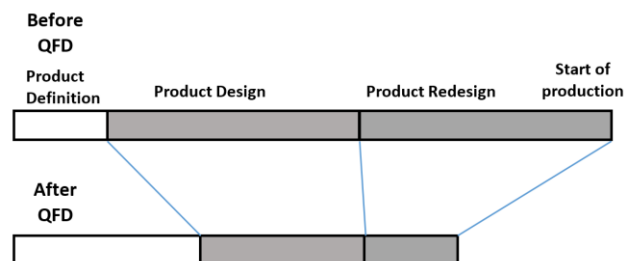 Before
QFD
Product
Definition
Product Design
Product Redesign
Start of
production
After
QFD